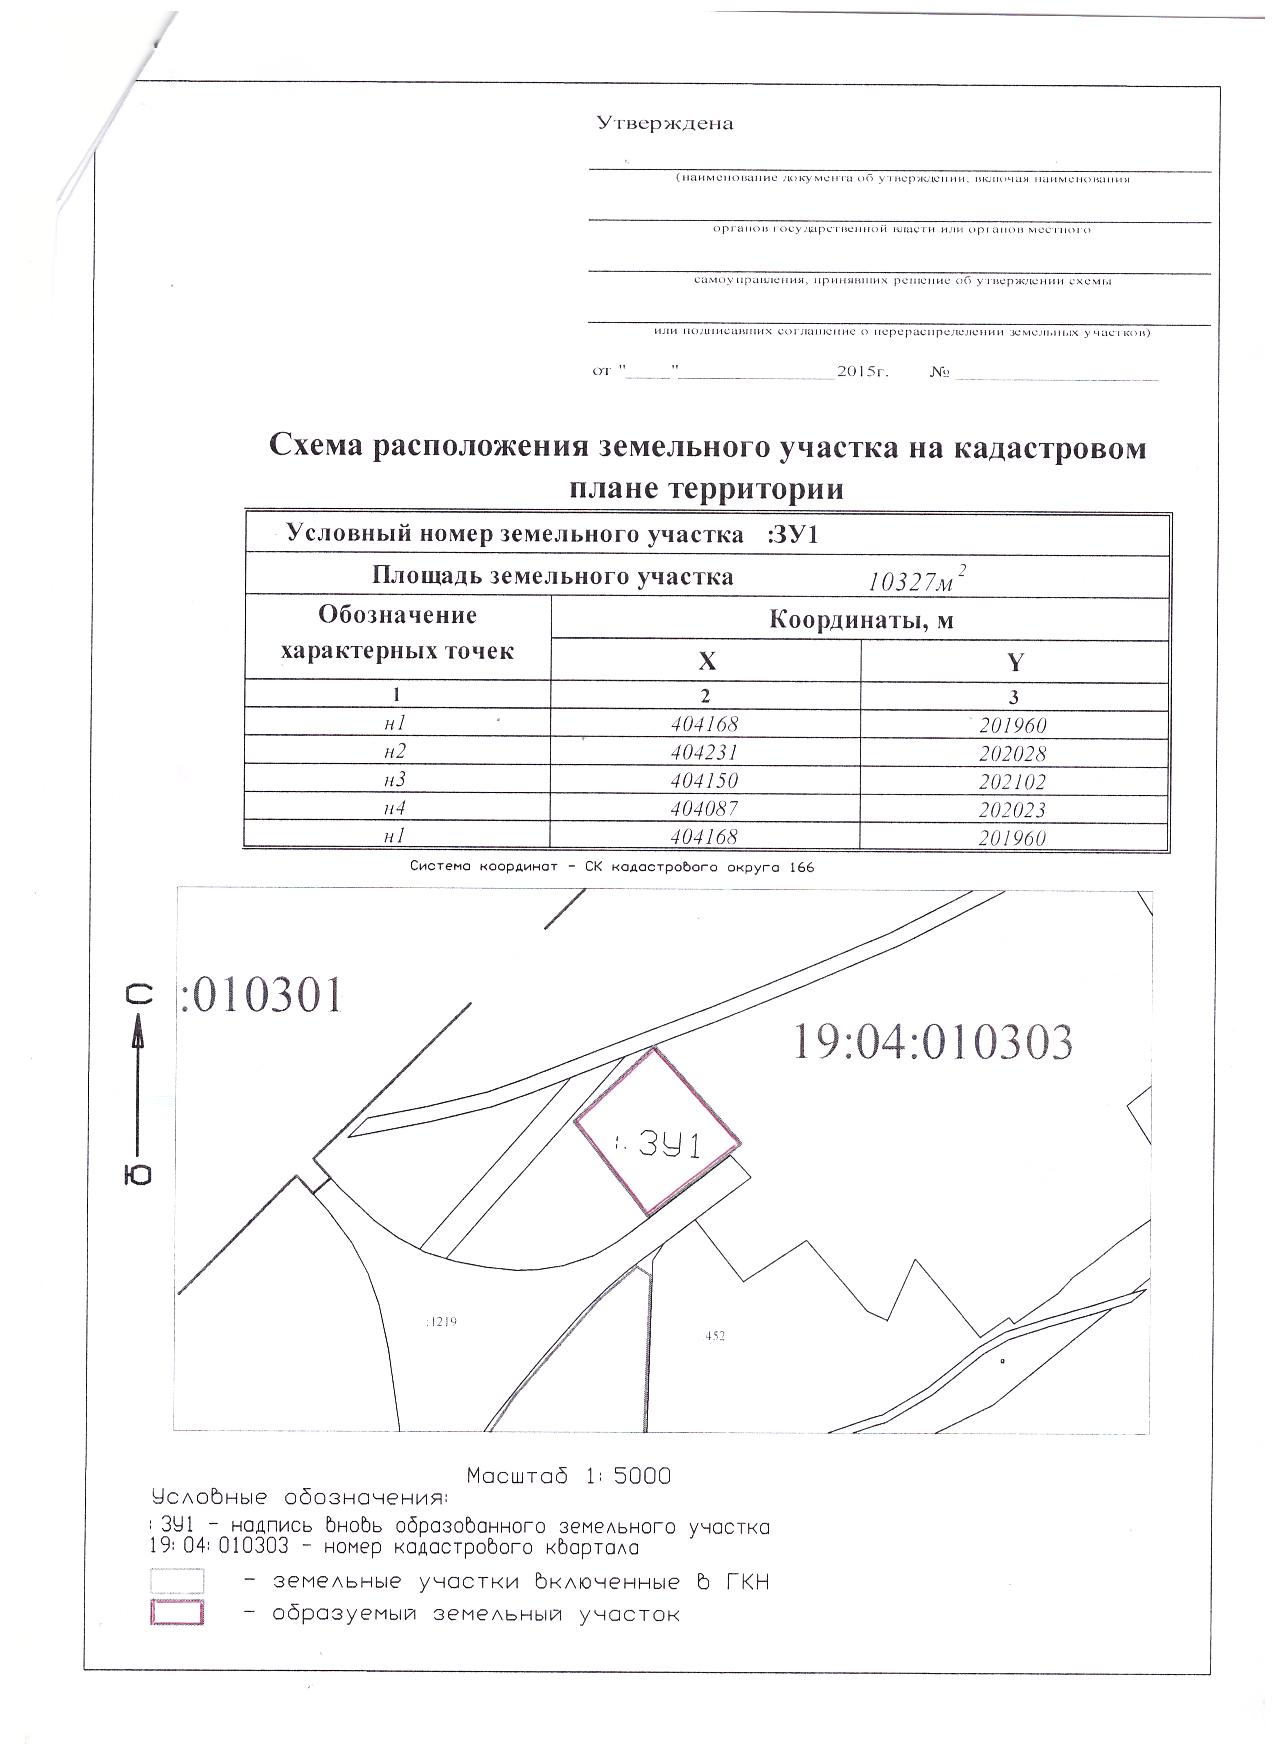 Утверждена
(наименование документа об утверждении, включая наименования
органов государственной власти или органов местного
самоуправления, принявших решение об утверждении схемы
или подписавших соглашение о перераспределении земельных участков)
от "_____"__________________2015г. № ______________________
Схема расположения земельного участка на кадастровом
плане территории
Условный номер земельного участка :ЗУ1
Площадь земельного участка 10327м²
Обозначение характерных точек
Координаты, м
X Y
1 2 3
н1 404168 201960
н2 404231 202028
н3 404150 202102
н4 404087 202023
н1 404168 201960
Система координат - СК кадастрового округа 166
С
:010301
19:04:010303
:ЗУ1
Ю
:1219
452
Масштаб 1: 5000
Условные обозначения:
:ЗУ1 - надпись вновь образованного земельного участка
19: 04: 010303 - номер кадастрового квартала
- земельные участки включенные в ГКН
- образуемый земельный участок